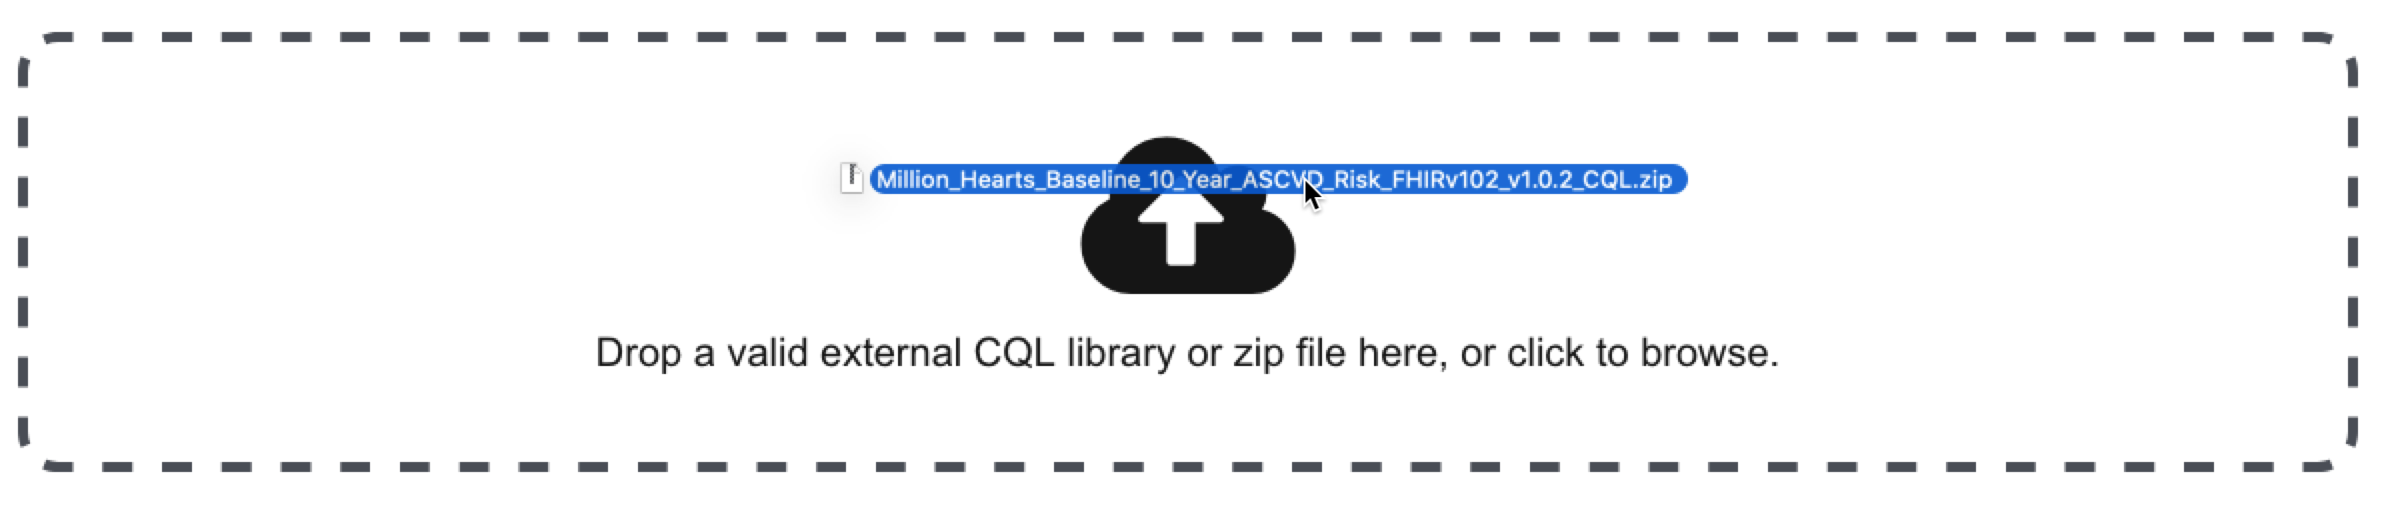 Million_Hearts_Baseline_10_Year_ASCVD_Risk_FHIRv102_v1.0.2_CQL.zip
Drop a valid external CQL library or zip file here, or click to browse.